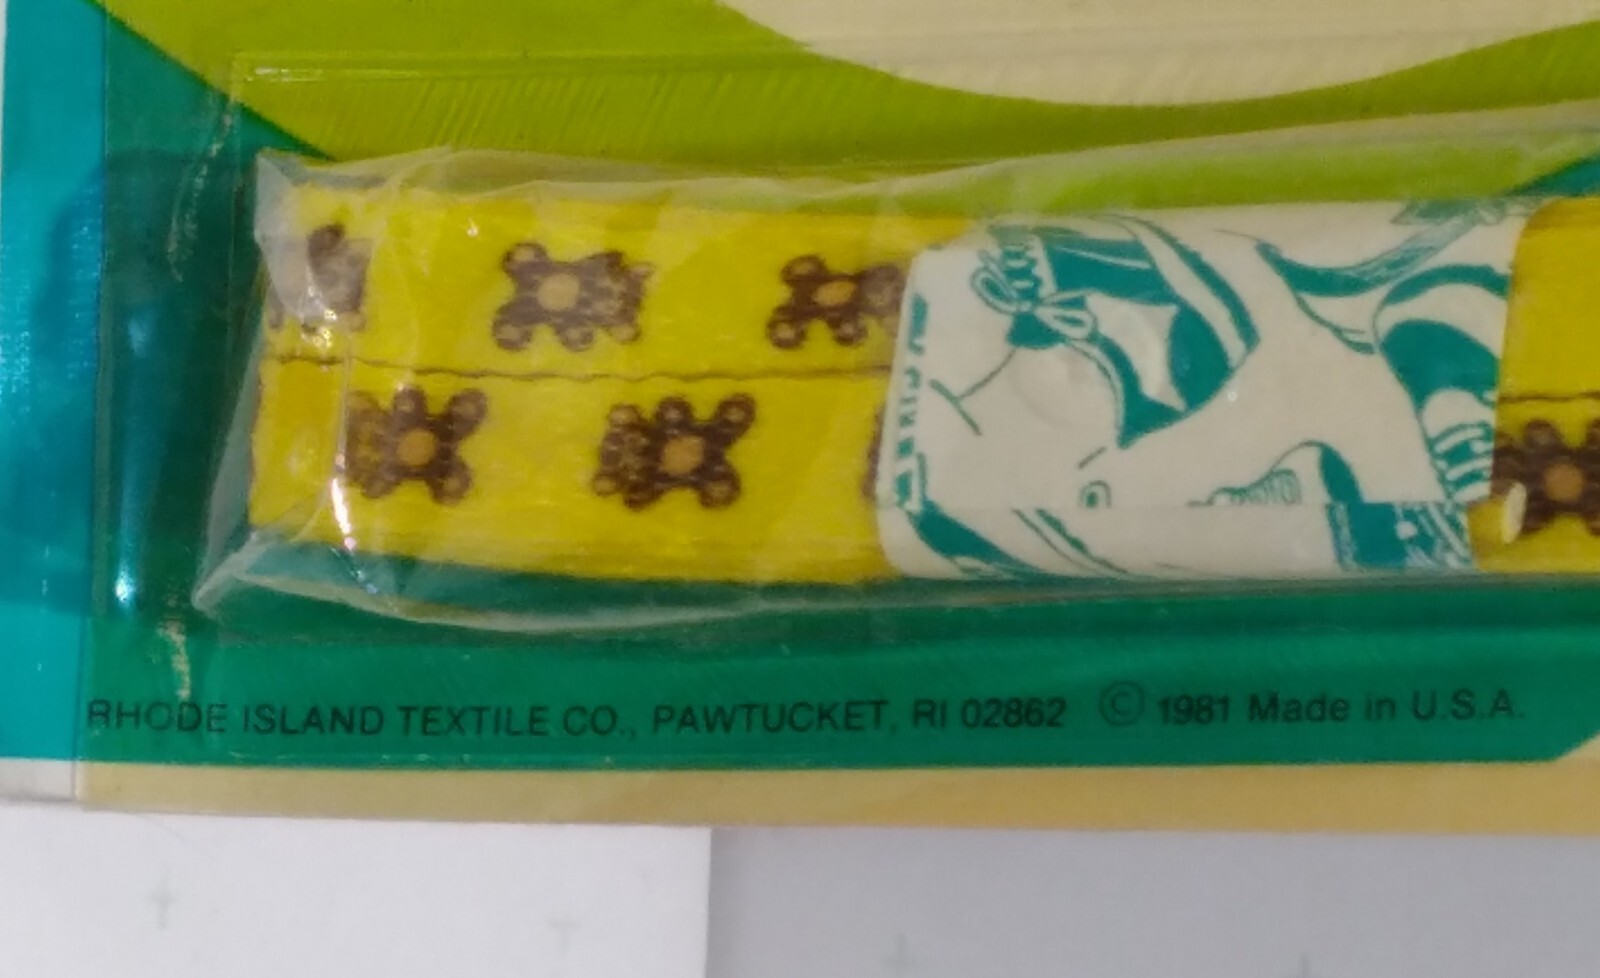 RHODE ISLAND TEXTILE CO., PAWTUCKET, RI 02862 © 1981 Made in U.S.A.